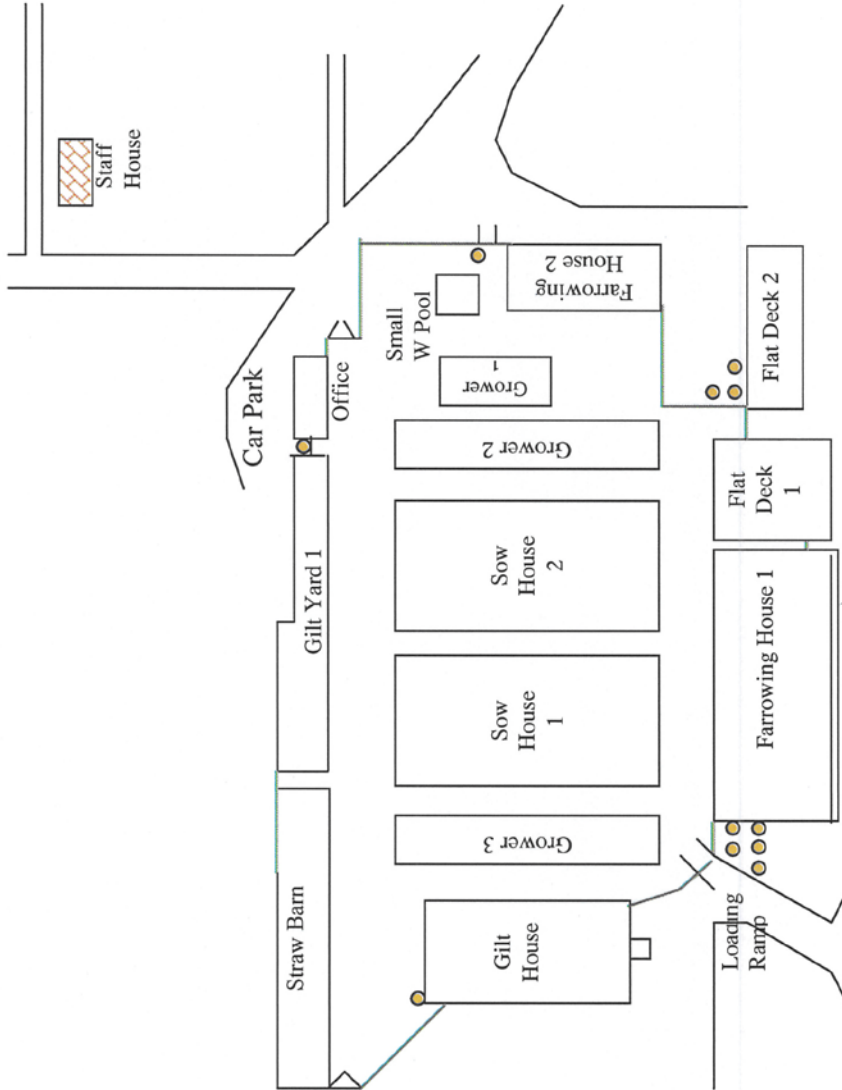 Staff
House
Car Park
Office
Small
W Pool
Farrowing
House 2
Grower
1
Grower 2
Flat Deck 2
Flat
Deck
1
Gilt Yard 1
Sow
House
2
Sow
House
1
Farrowing House 1
Grower 3
Straw Barn
Gilt
House
Loading
Ramp